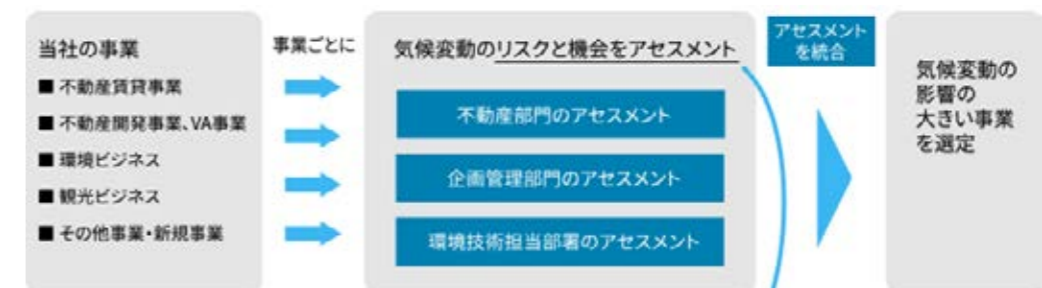 当社の事業
■ 不動産賃貸事業
■ 不動産開発事業、VA事業
■ 環境ビジネス
■ 観光ビジネス
■ その他事業・新規事業
事業ごとに
気候変動のリスクと機会をアセスメント
不動産部門のアセスメント
企画管理部門のアセスメント
環境技術担当部署のアセスメント
アセスメント
を統合
気候変動の
影響の
大きい事業
を選定